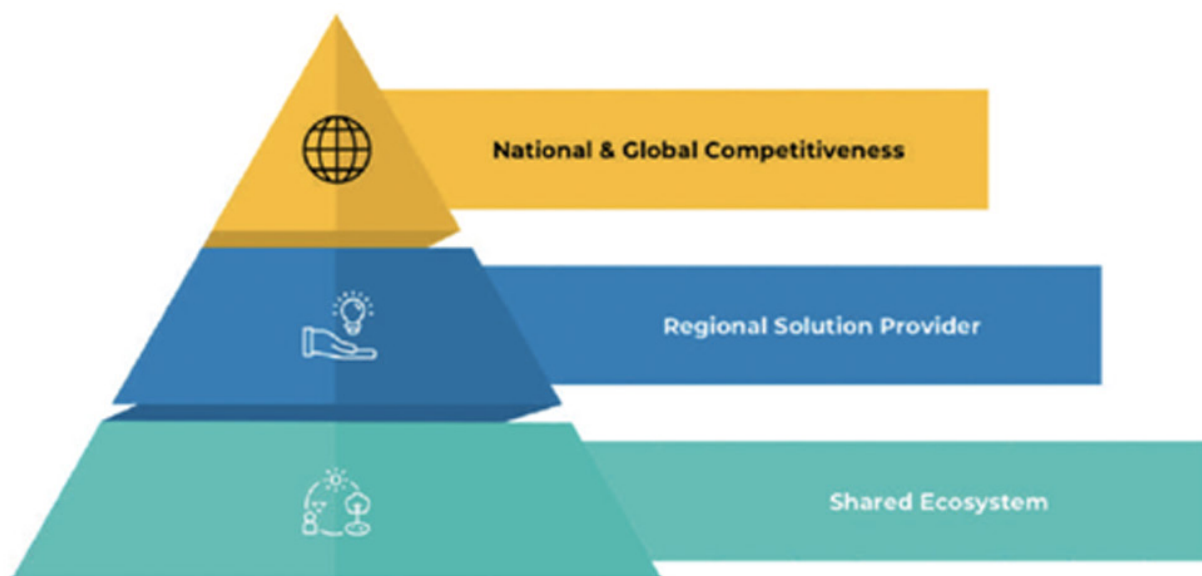 National & Global Competitiveness
Regional Solution Provider
Shared Ecosystem